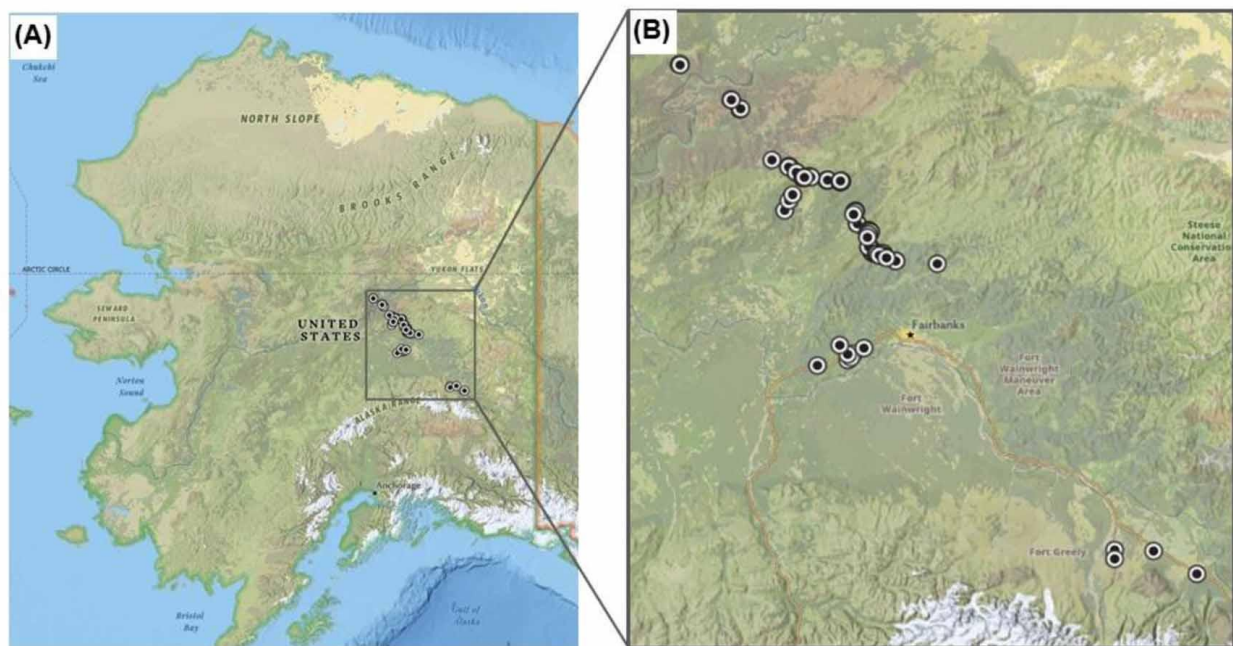 (A)
Chukchi
Sea
NORTH SLOPE
BROOKS RANGE
ARCTIC CIRCLE
YUKON FLATS
SEWARD
PENINSULA
UNITED
STATES
Norton
Sound
ALASKA RANGE
Anchorage
Bristol
Bay
Gulf of
Alaska
(B)
Steese
National
Conservation
Area
Fairbanks
Fort
Wainwright
Maneuver
Area
Fort
Wainwright
Fort Greely